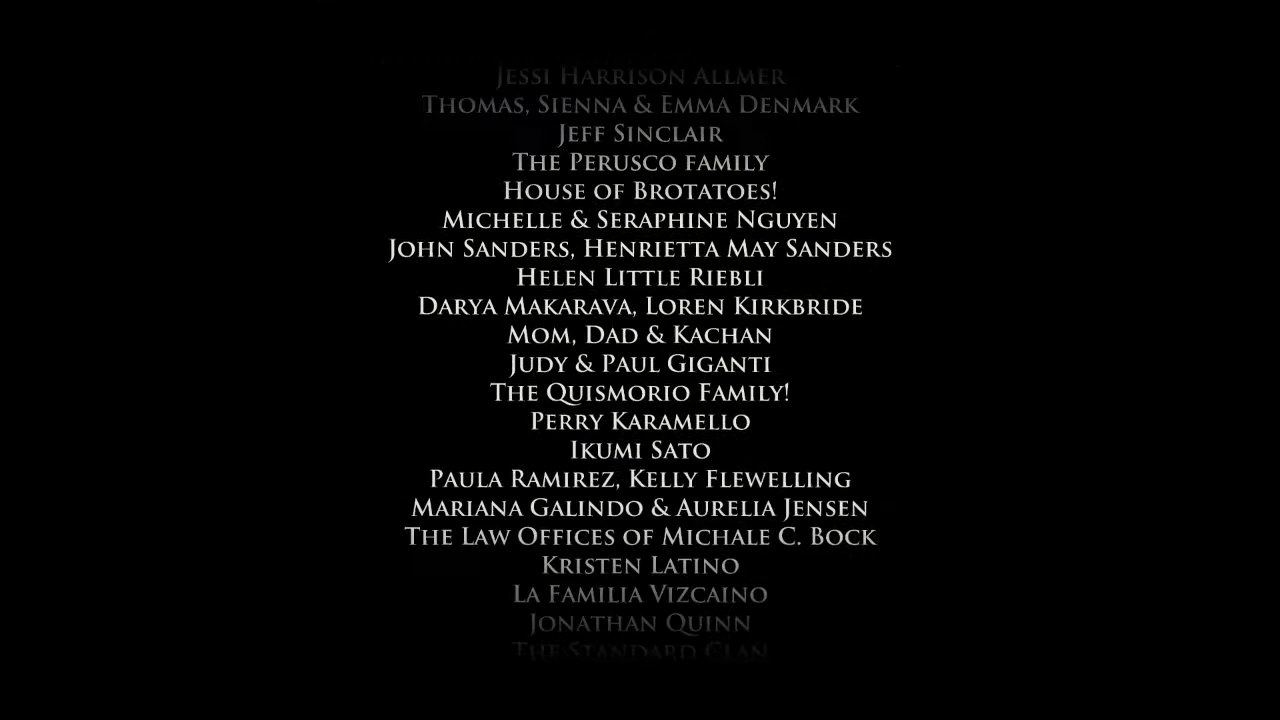 Jessi Harrison Allmer
Thomas, Sienna & Emma Denmark
Jeff Sinclair
The Perusco family
House of Brotatoes!
Michelle & Seraphine Nguyen
John Sanders, Henrietta May Sanders
Helen Little Riebli
Darya Makarava, Loren Kirkbride
Mom, Dad & Kachan
Judy & Paul Giganti
The Quismorio Family!
Perry Karamello
Ikumi Sato
Paula Ramirez, Kelly Flewelling
Mariana Galindo & Aurelia Jensen
The Law Offices of Michale C. Bock
Kristen Latino
La Familia Vizcaino
Jonathan Quinn
The Standard Clan